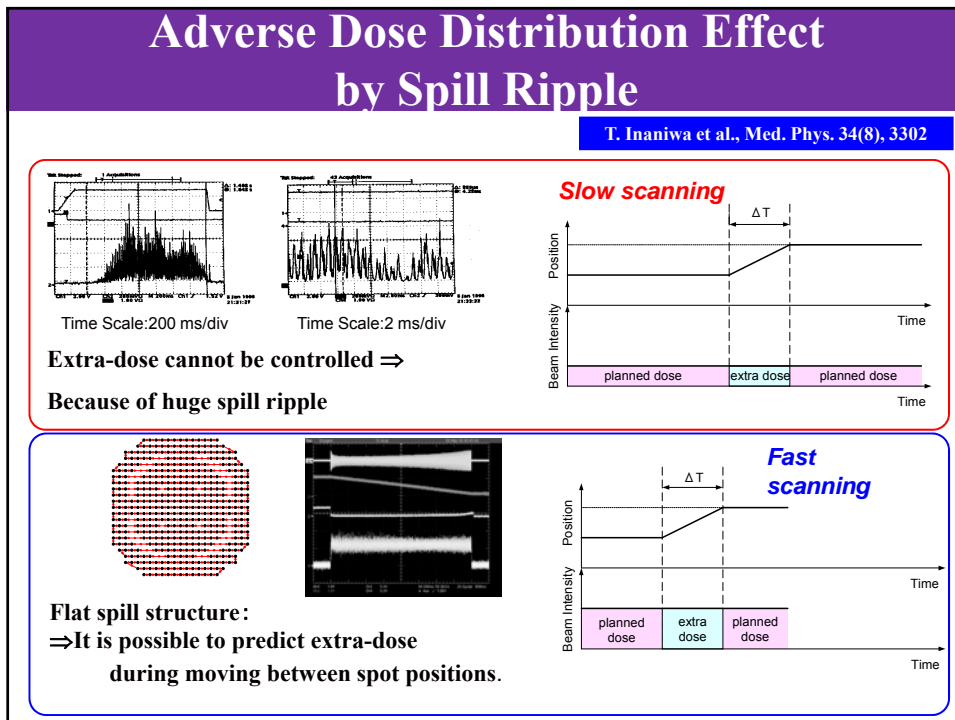 Adverse Dose Distribution Effect
by Spill Ripple
T. Inaniwa et al., Med. Phys. 34(8), 3302
Time Scale:200 ms/div
Time Scale:2 ms/div
Extra-dose cannot be controlled ⇒
Because of huge spill ripple
Slow scanning
Δ T
Position
Time
Beam Intensity
planned dose
extra dose
planned dose
Time
Flat spill structure:
⇒It is possible to predict extra-dose
during moving between spot positions.
Fast
scanning
Δ T
Position
Time
Beam Intensity
planned
dose
extra
dose
planned
dose
Time